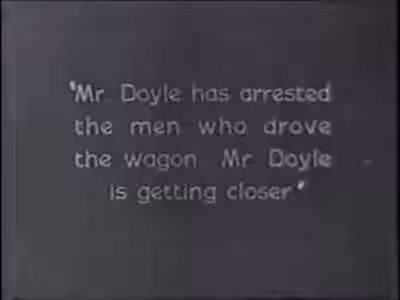 "Mr. Doyle has arrested
the men who drove
the wagon. Mr. Doyle
is getting closer"